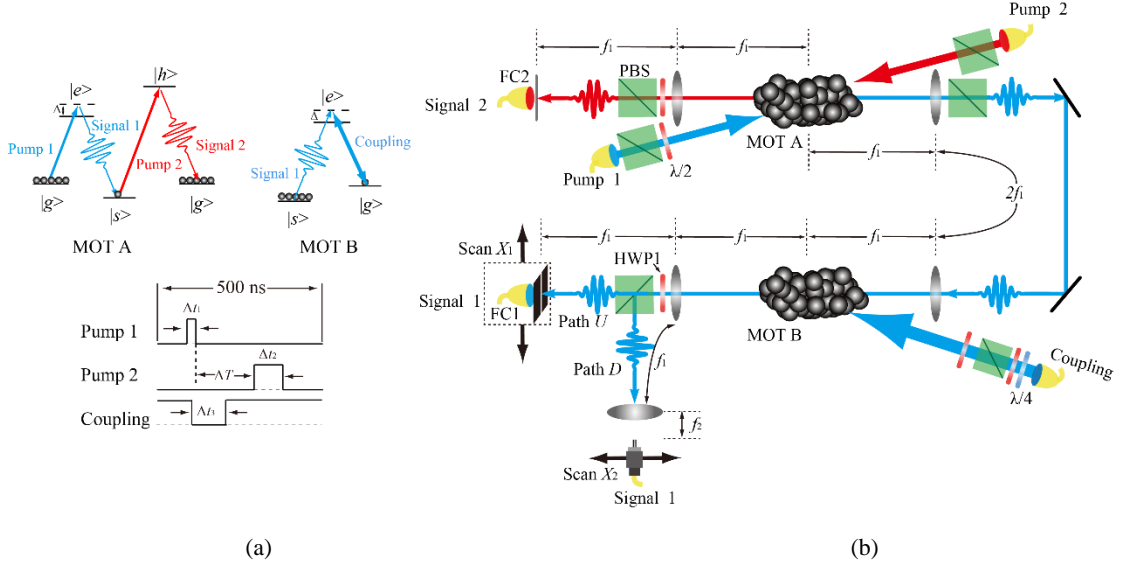 |h>
|e>
Δ
Signal 1
Pump 1
Pump 2
Signal 2
|g>
|s>
|g>
MOT A
|e>
Δ
Coupling
Signal 1
|s>
|g>
MOT B
500 ns
Pump 1
Δt1
Pump 2
ΔT
Δt2
Coupling
Δt3
(a)
Pump 2
f1
f1
FC2
PBS
Signal 2
MOT A
Pump 1
λ/2
f1
2f1
f1
f1
f1
Scan X1
HWP1
Signal 1
FC1
Path U
MOT B
Path D
f1
Coupling
λ/4
f2
Scan X2
Signal 1
(b)